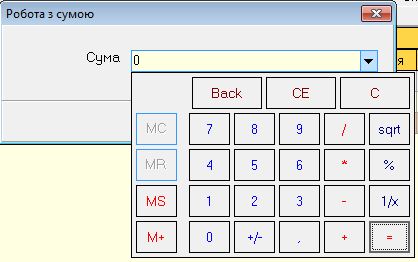 Робота з сумою
Сума 0 я
Back CE C
MC 7 8 9 / sqrt
MR 4 5 6 * %
MS 1 2 3 - 1/x
M+ 0 +/- , + =